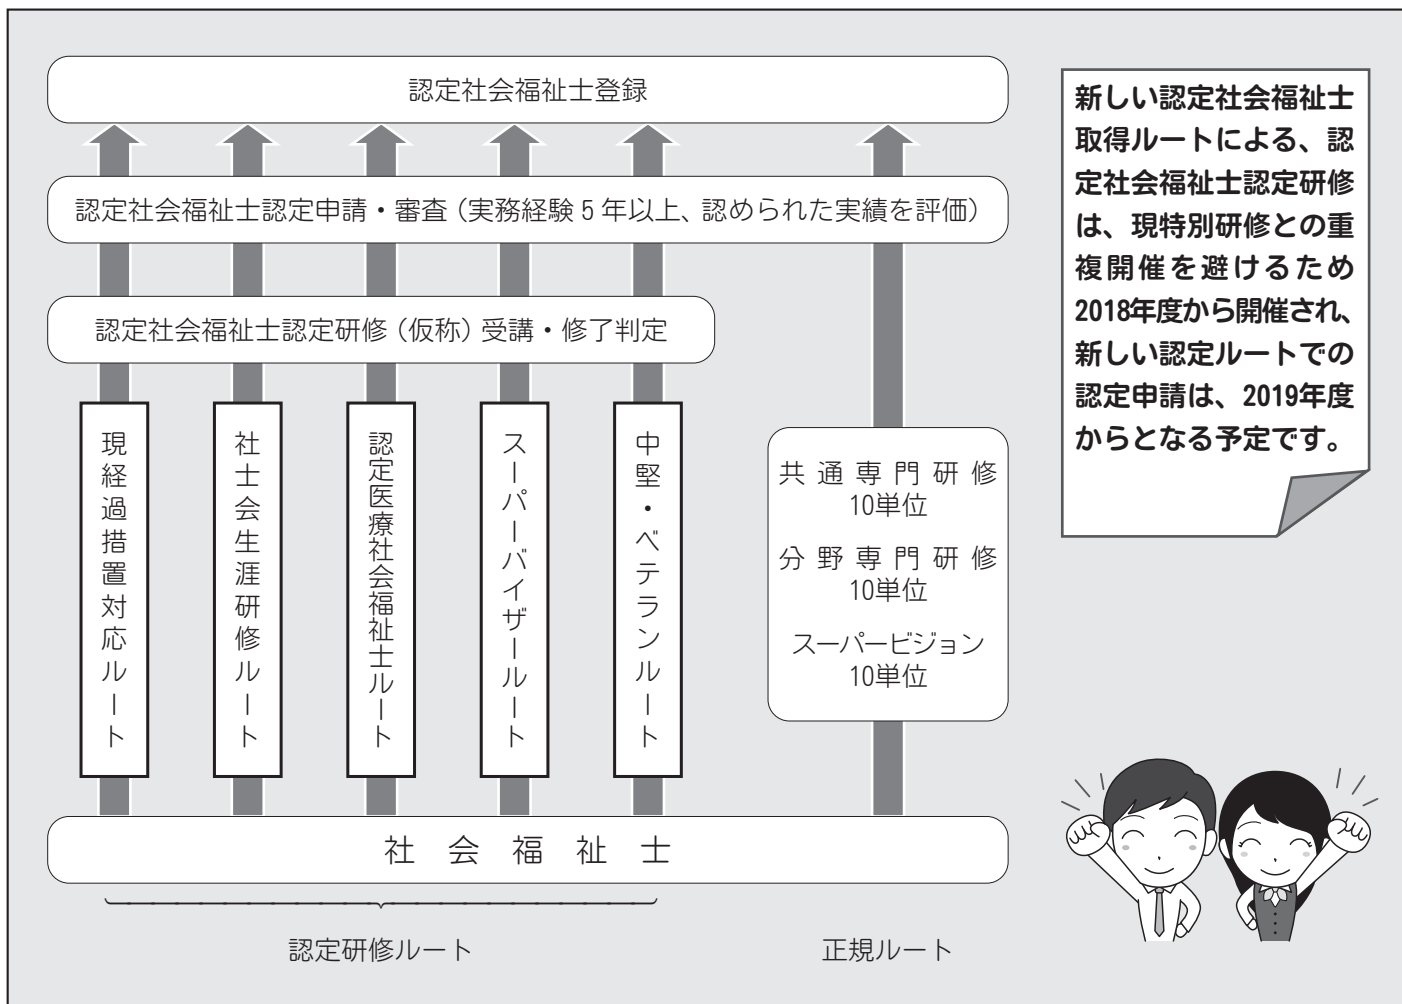 認定社会福祉士登録
認定社会福祉士認定申請・審査（実務経験5年以上、認められた実績を評価）
認定社会福祉士認定研修（仮称）受講・修了判定
現経過措置対応ルート
社士会生涯研修ルート
認定医療社会福祉士ルート
スーパーバイザールート
中堅・ベテランルート
共通専門研修
10単位
分野専門研修
10単位
スーパービジョン
10単位
社会福祉士
認定研修ルート
正規ルート
新しい認定社会福祉士
取得ルートによる、認
定社会福祉士認定研修
は、現特別研修との重
複開催を避けるため
2018年度から開催され、
新しい認定ルートでの
認定申請は、2019年度
からとなる予定です。